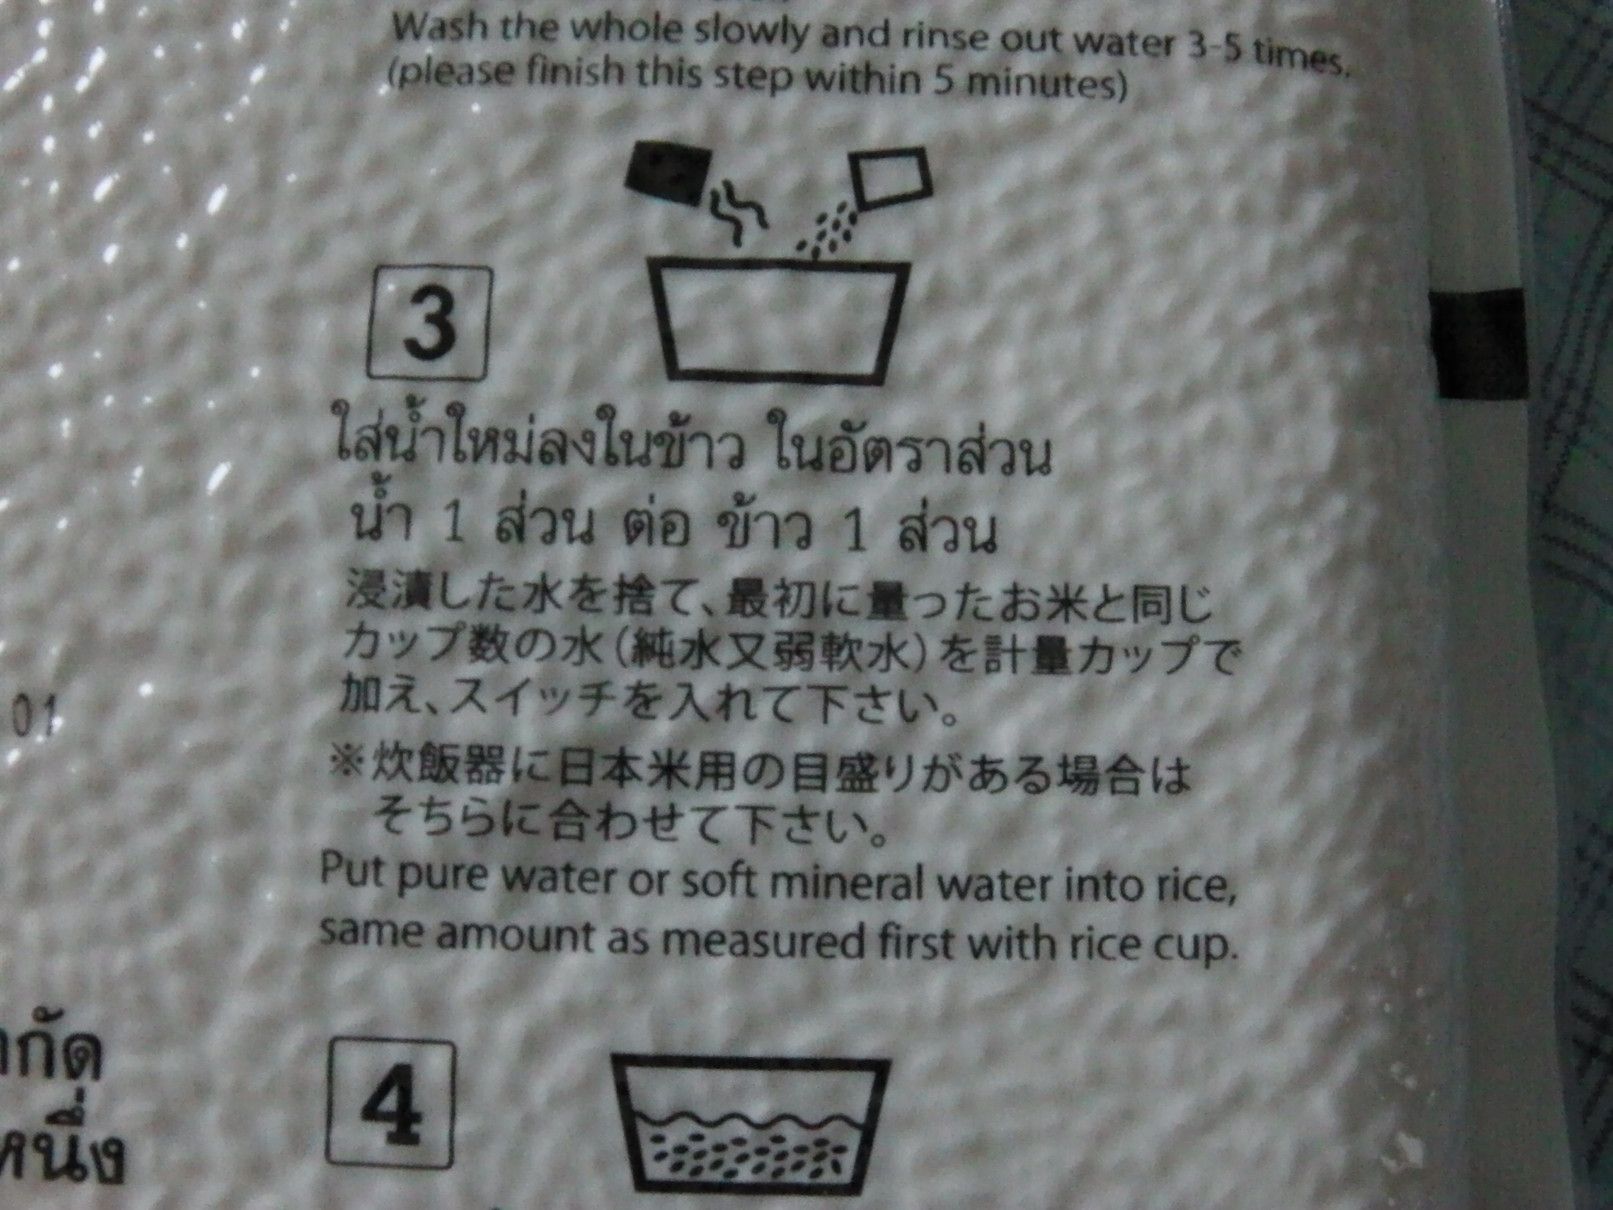 Wash the whole slowly and rinse out water 3-5 times.
(please finish this step within 5 minutes)
3
ใส่น้ำใหม่ลงในข้าว ในอัตราส่วน
น้ำ 1 ส่วน ต่อ ข้าว 1 ส่วน
浸漬した水を捨て、最初に量ったお米と同じ
カップ数の水（純水又弱軟水）を計量カップで
加え、スイッチを入れて下さい。
※炊飯器に日本米用の目盛りがある場合は
そちらに合わせて下さい。
Put pure water or soft mineral water into rice,
same amount as measured first with rice cup.
01
กัด
หนึ่ง
4